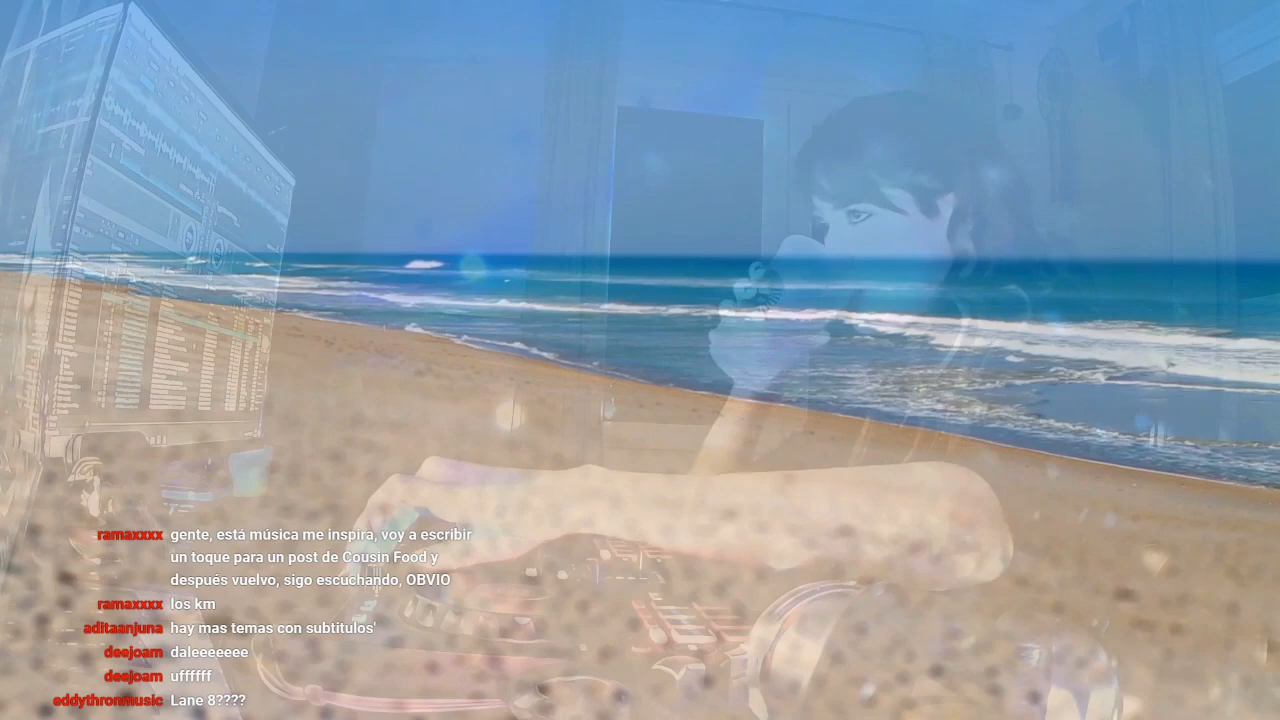 ramaxxxx gente, está música me inspira, voy a escribir
un toque para un post de Cousin Food y
después vuelvo, sigo escuchando, OBVIO
ramaxxxx los km
aditaanjuna hay mas temas con subtitulos'
deejoam daleeeeeee
deejoam uffffff
eddythronmusic Lane 8????